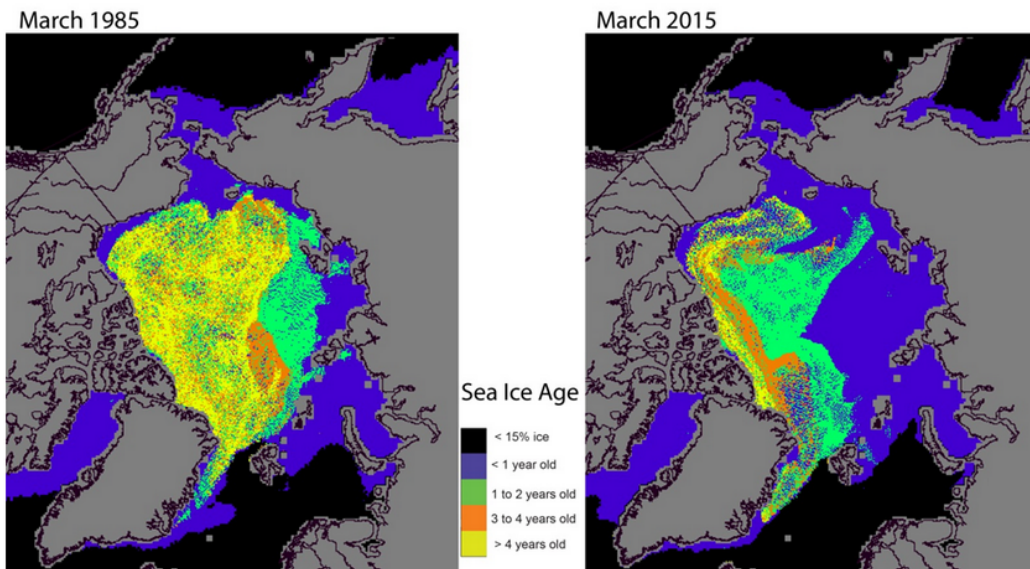 March 1985
March 2015
Sea Ice Age
< 15% ice
< 1 year old
1 to 2 years old
3 to 4 years old
> 4 years old